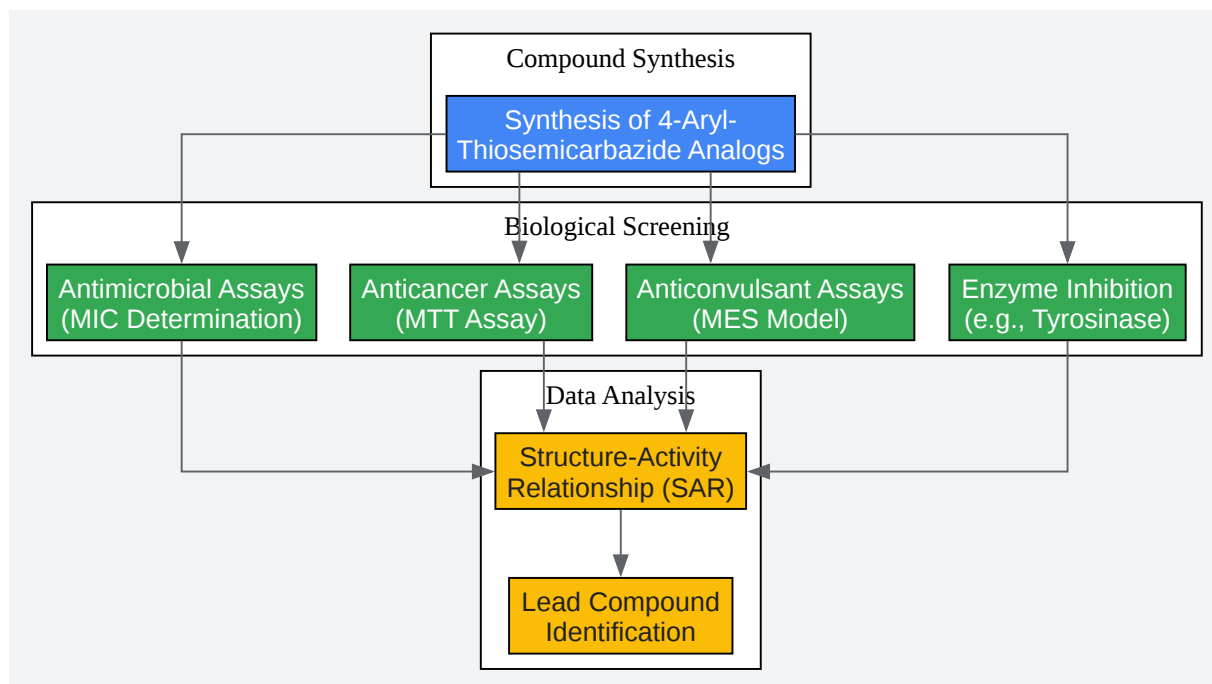 Compound Synthesis
Synthesis of 4-Aryl-
Thiosemicarbazide Analogs
Biological Screening
Antimicrobial Assays
(MIC Determination)
Anticancer Assays
(MTT Assay)
Anticonvulsant Assays
(MES Model)
Enzyme Inhibition
(e.g., Tyrosinase)
Data Analysis
Structure-Activity
Relationship (SAR)
Lead Compound
Identification